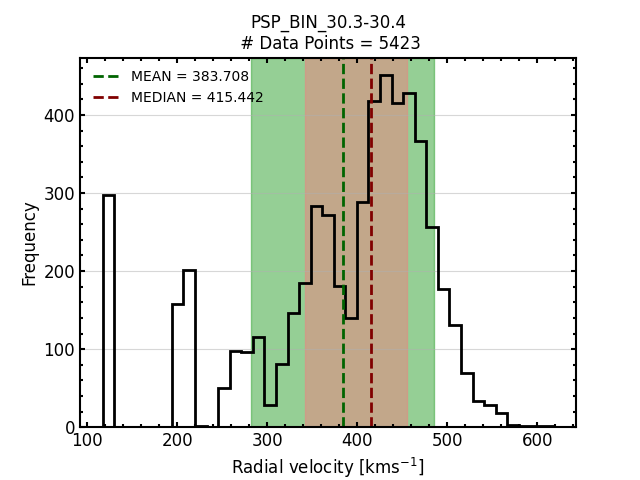 PSP_BIN_30.3-30.4
# Data Points = 5423
MEAN = 383.708
MEDIAN = 415.442
Frequency
400
300
200
100
0
100 200 300 400 500 600
Radial velocity [kms⁻¹]